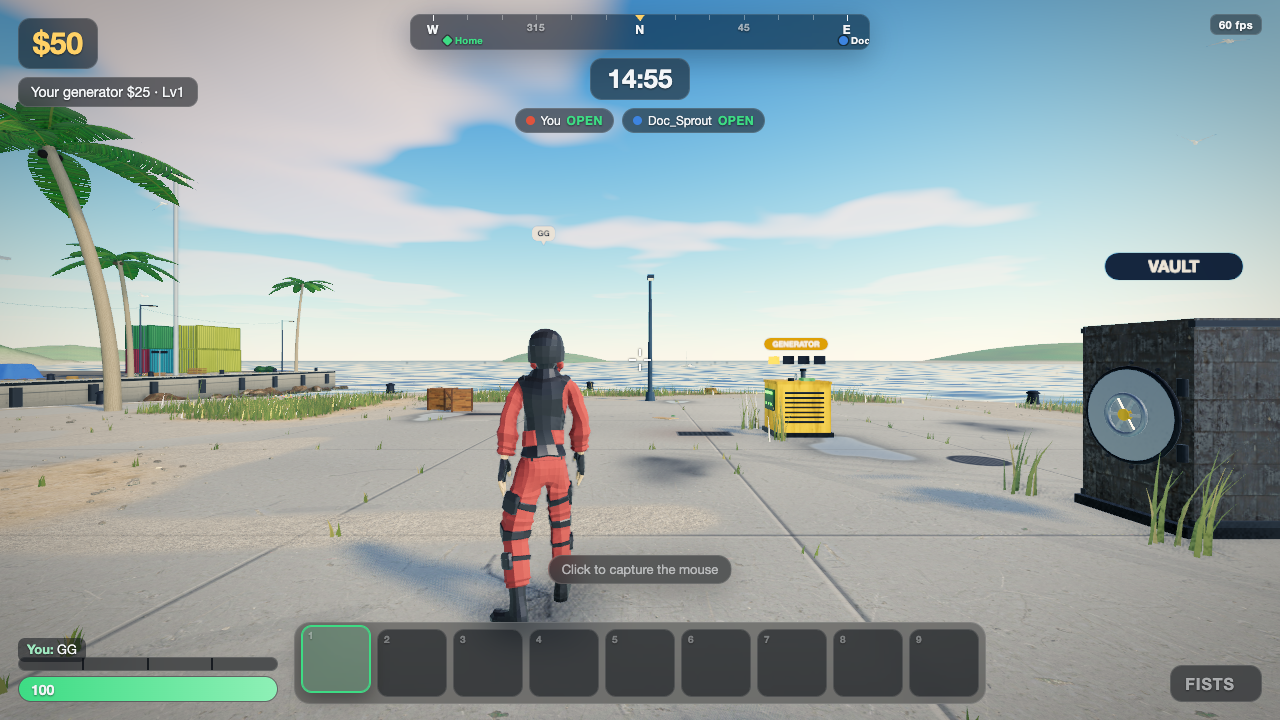 $50
Your generator $25 · Lv1
W 315 N 45 E
Home Doc
14:55
You OPEN Doc_Sprout OPEN
60 fps
GG
VAULT
GENERATOR
Click to capture the mouse
You: GG
100
1 2 3 4 5 6 7 8 9
FISTS